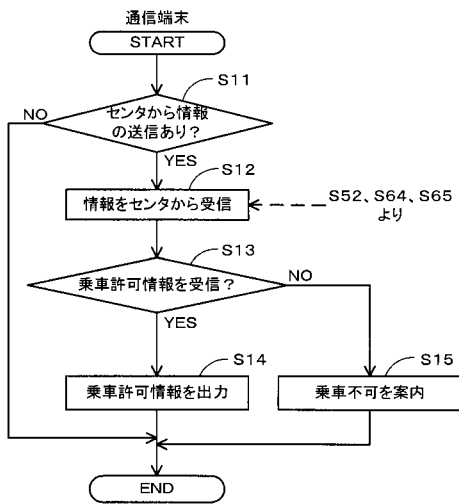 通信端末
START
S11
NO
センタから情報
の送信あり?
YES
S12
情報をセンタから受信
S52、S64、S65
より
S13
NO
乗車許可情報を受信?
YES
S14
乗車許可情報を出力
S15
乗車不可を案内
END